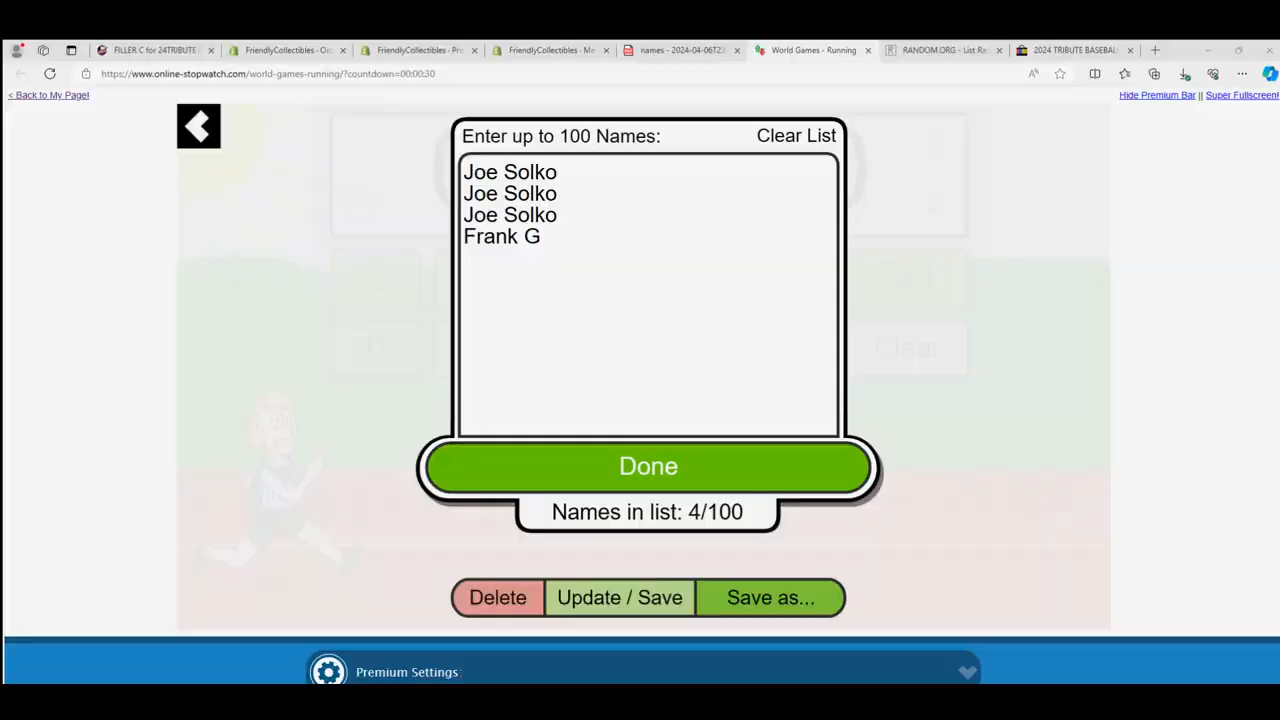 FILLER C for 24TRIBUTE
FriendlyCollectibles - Or
FriendlyCollectibles - Pro
FriendlyCollectibles - Me
names - 2024-04-06T23
World Games - Running
RANDOM.ORG - List Ra
2024 TRIBUTE BASEBAL
https://www.online-stopwatch.com/world-games-running/?countdown=00:00:30
< Back to My Page!
Hide Premium Bar || Super Fullscreen!
Enter up to 100 Names:
Clear List
Joe Solko
Joe Solko
Joe Solko
Frank G
Clear
Done
Names in list: 4/100
Delete
Update / Save
Save as...
Premium Settings: